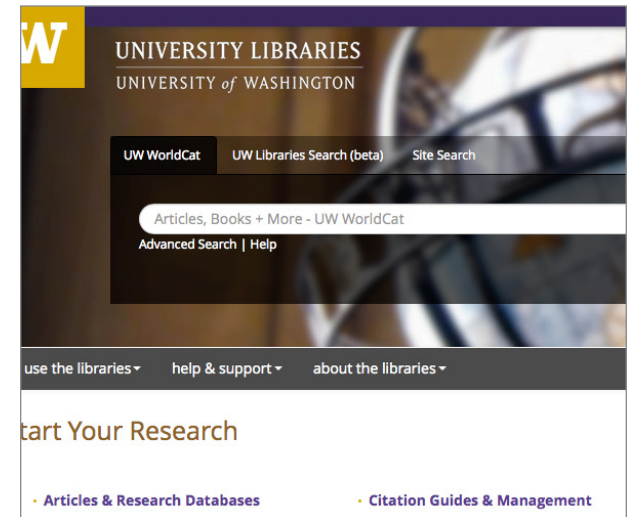 W
UNIVERSITY LIBRARIES
UNIVERSITY of WASHINGTON
UW WorldCat UW Libraries Search (beta) Site Search
Articles, Books + More - UW WorldCat
Advanced Search | Help
use the libraries help & support about the libraries
tart Your Research
Articles & Research Databases Citation Guides & Management